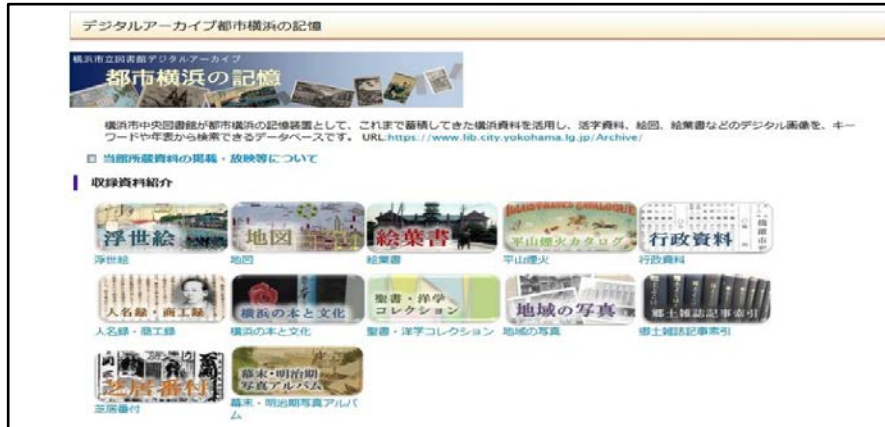 デジタルアーカイブ都市横浜の記憶
横浜市立図書館デジタルアーカイブ
都市横浜の記憶
横浜市中央図書館が都市横浜の記憶装置として、これまで蓄積してきた横浜資料を活用し、活字資料、絵図、絵葉書などのデジタル画像を、キー
ワードや年表から検索できるデータベースです。 URL:https://www.lib.city.yokohama.lg.jp/Archive/
当館所蔵資料の掲載・放映等について
収録資料紹介
浮世絵 地図 絵葉書 ILLUSTRATED CATALOGUE 平山煙火カタログ 行政資料
浮世絵 地図 絵葉書 平山煙火 行政資料
人名録・商工録 横浜の本と文化 聖書・洋学コレクション 地域の写真 郷土雑誌記事索引
人名録・商工録 横浜の本と文化 聖書・洋学コレクション 地域の写真 郷土雑誌記事索引
芝居番付 幕末・明治期写真アルバム
芝居番付 幕末・明治期写真アルバ
ム